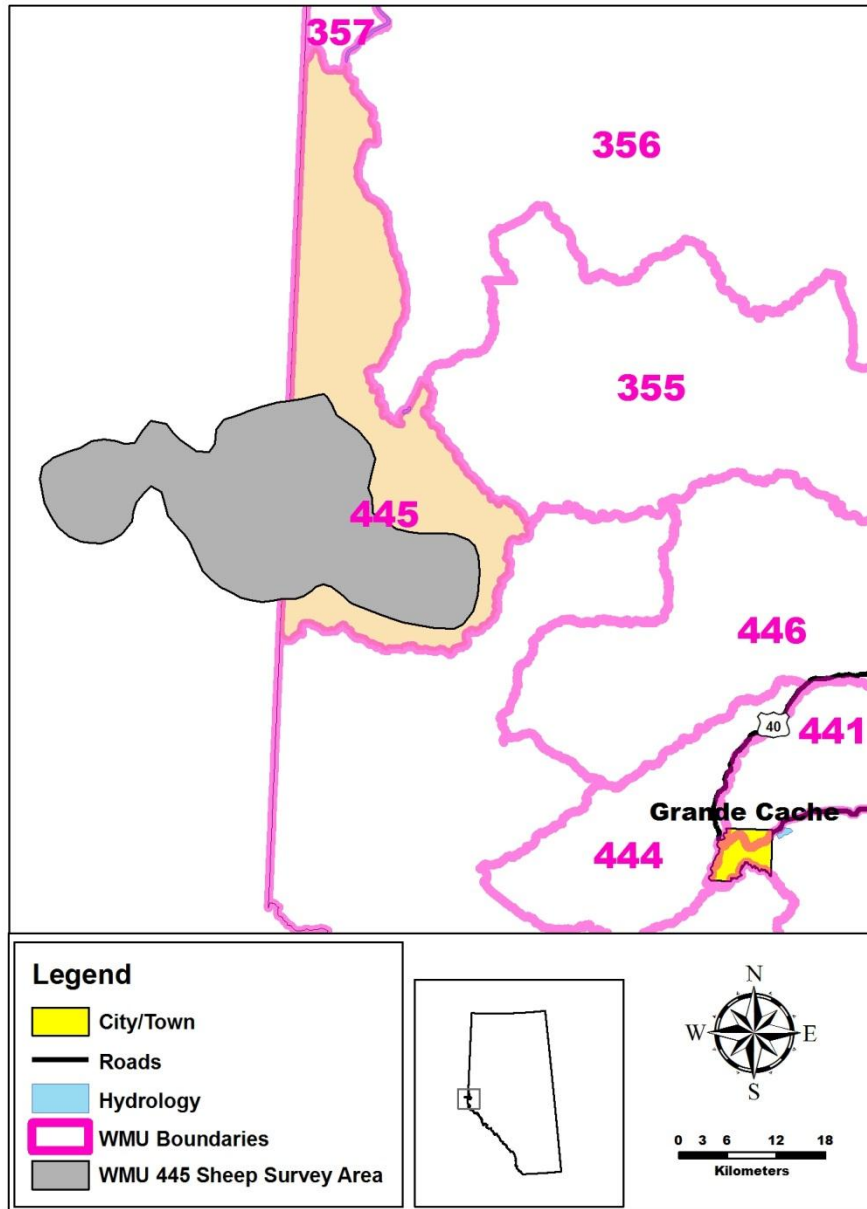 357
356
355
445
446
40
441
Grande Cache
444
Legend
City/Town
Roads
Hydrology
WMU Boundaries
WMU 445 Sheep Survey Area
N
W E
S
0 3 6 12 18
Kilometers